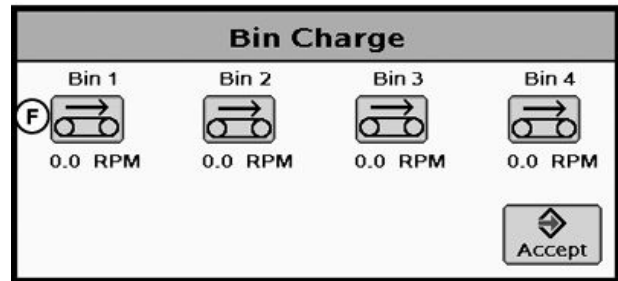 Bin Charge
Bin 1 Bin 2 Bin 3 Bin 4
F
0.0 RPM 0.0 RPM 0.0 RPM 0.0 RPM
Accept